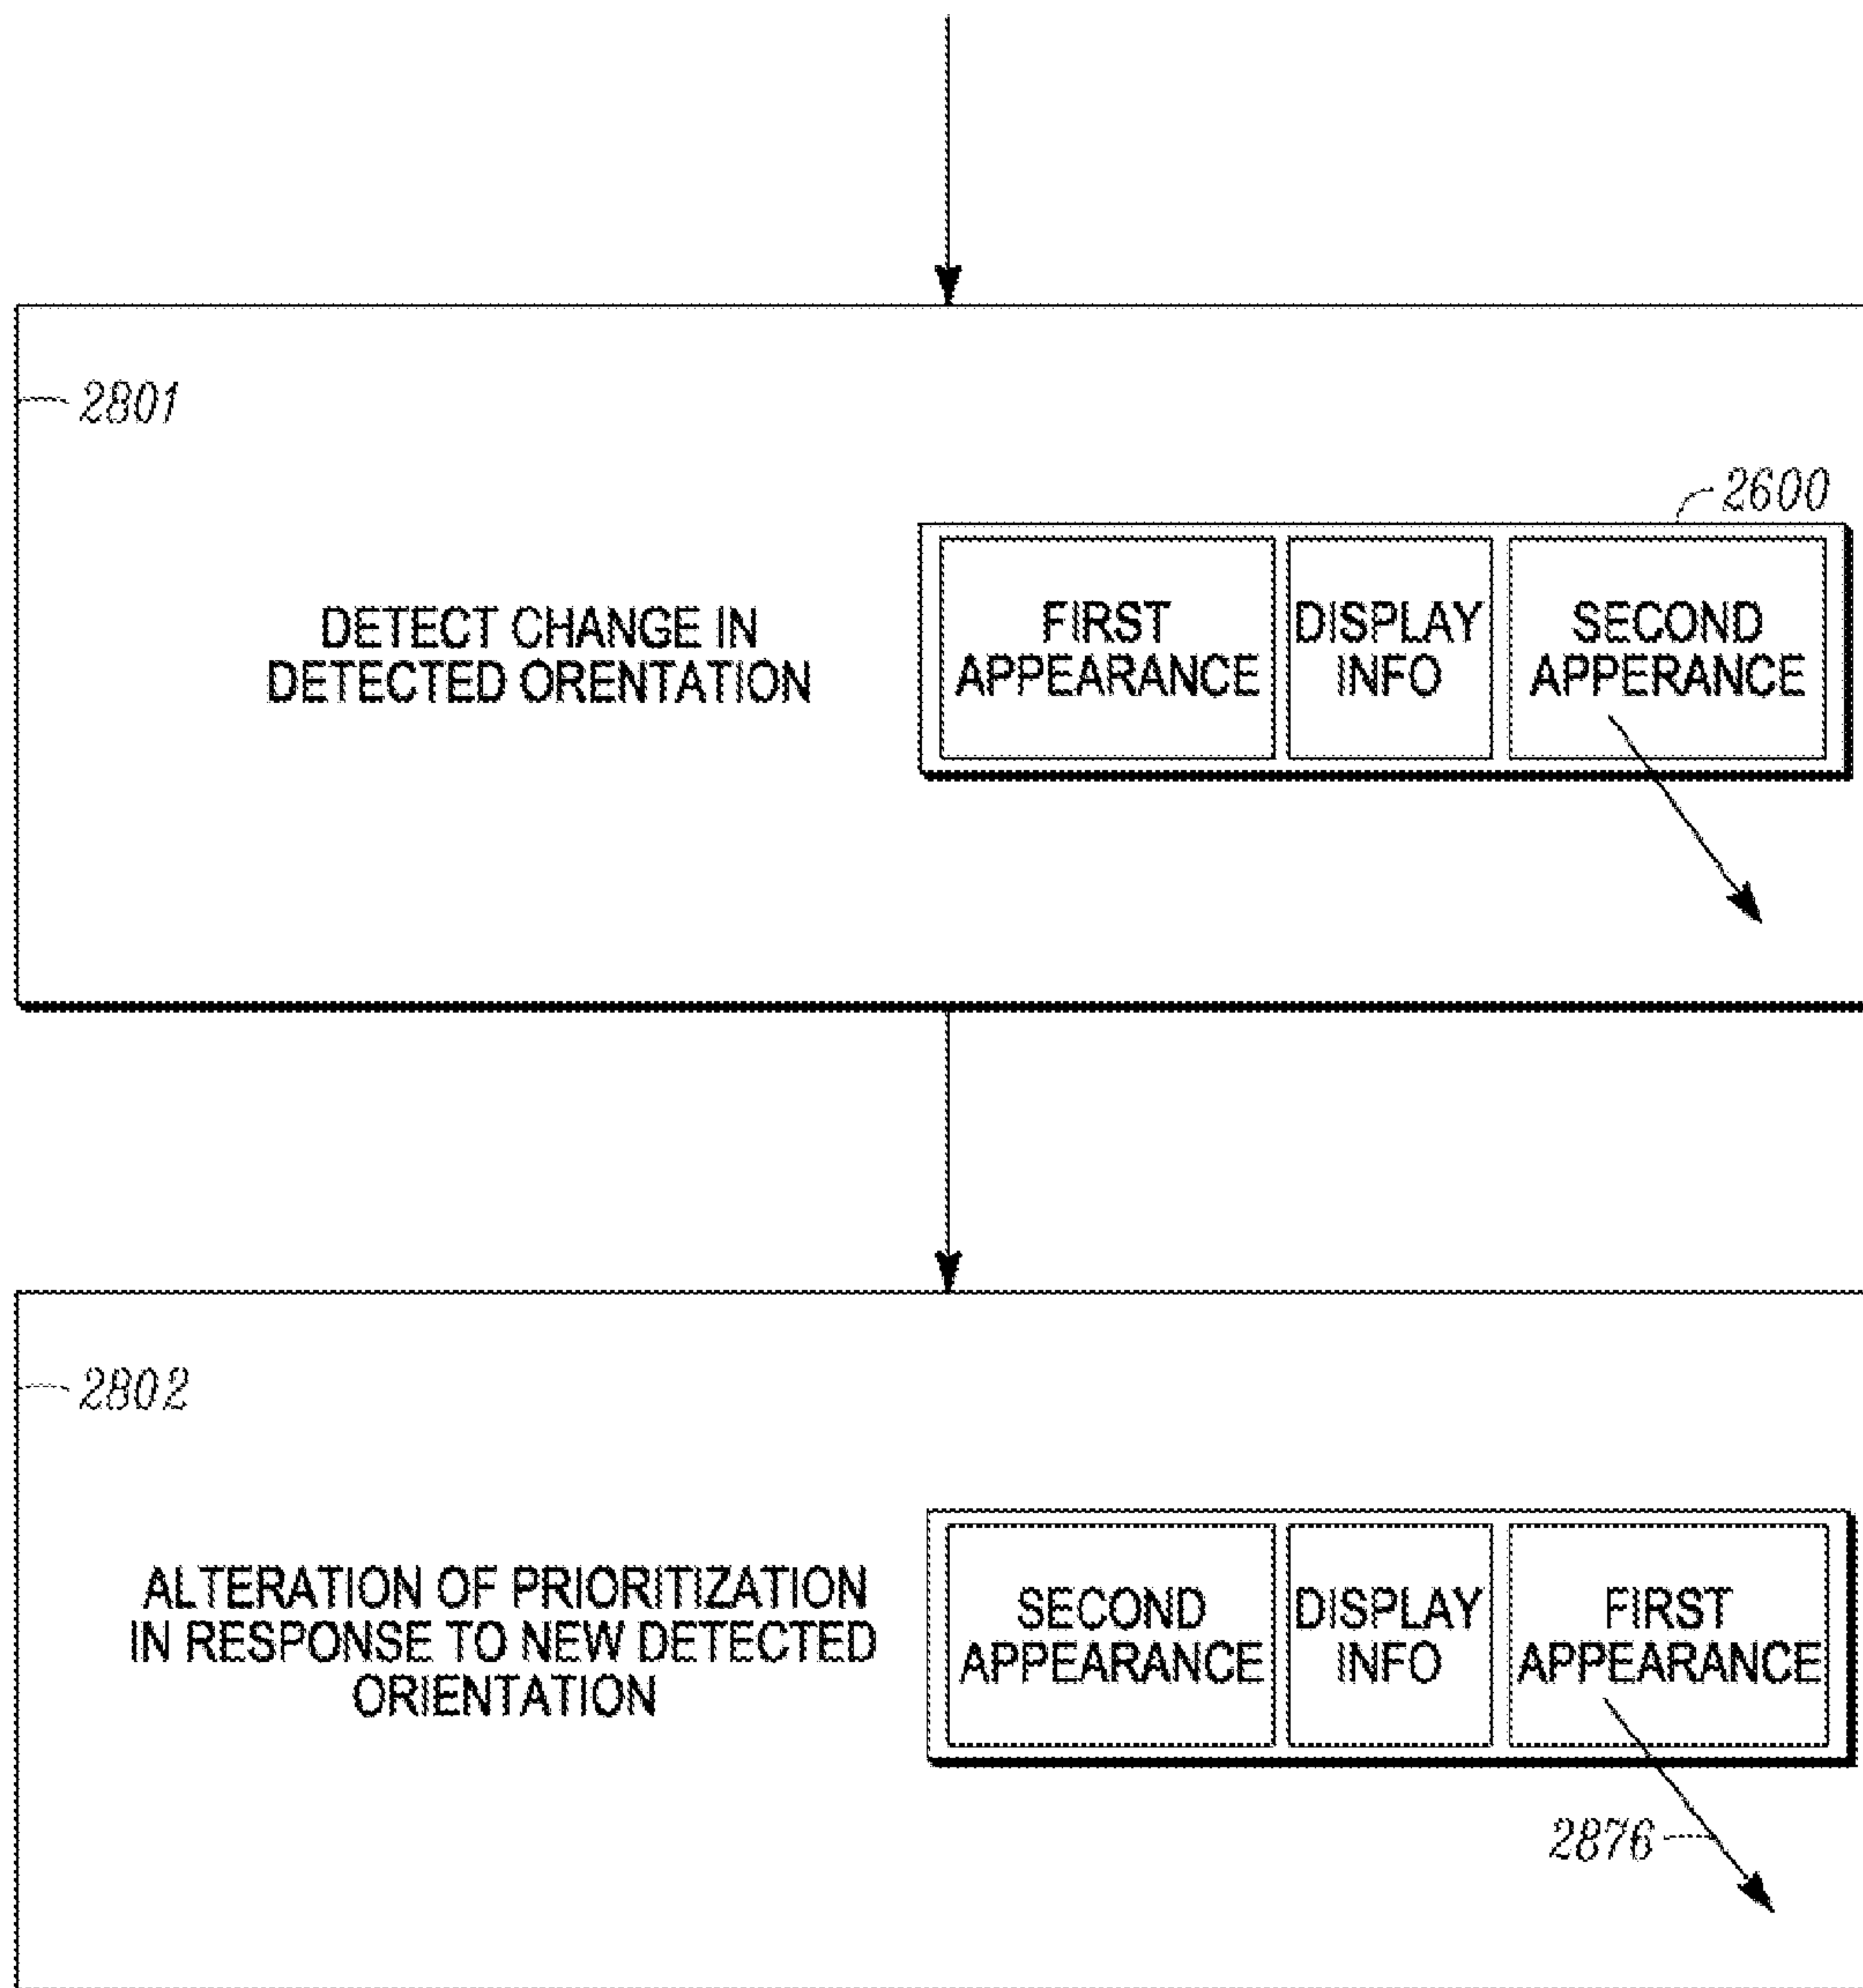 2801
2600
DETECT CHANGE IN
DETECTED ORENTATION
FIRST
APPEARANCE
DISPLAY
INFO
SECOND
APPERANCE
2802
ALTERATION OF PRIORITIZATION
IN RESPONSE TO NEW DETECTED
ORIENTATION
SECOND
APPEARANCE
DISPLAY
INFO
FIRST
APPEARANCE
2876